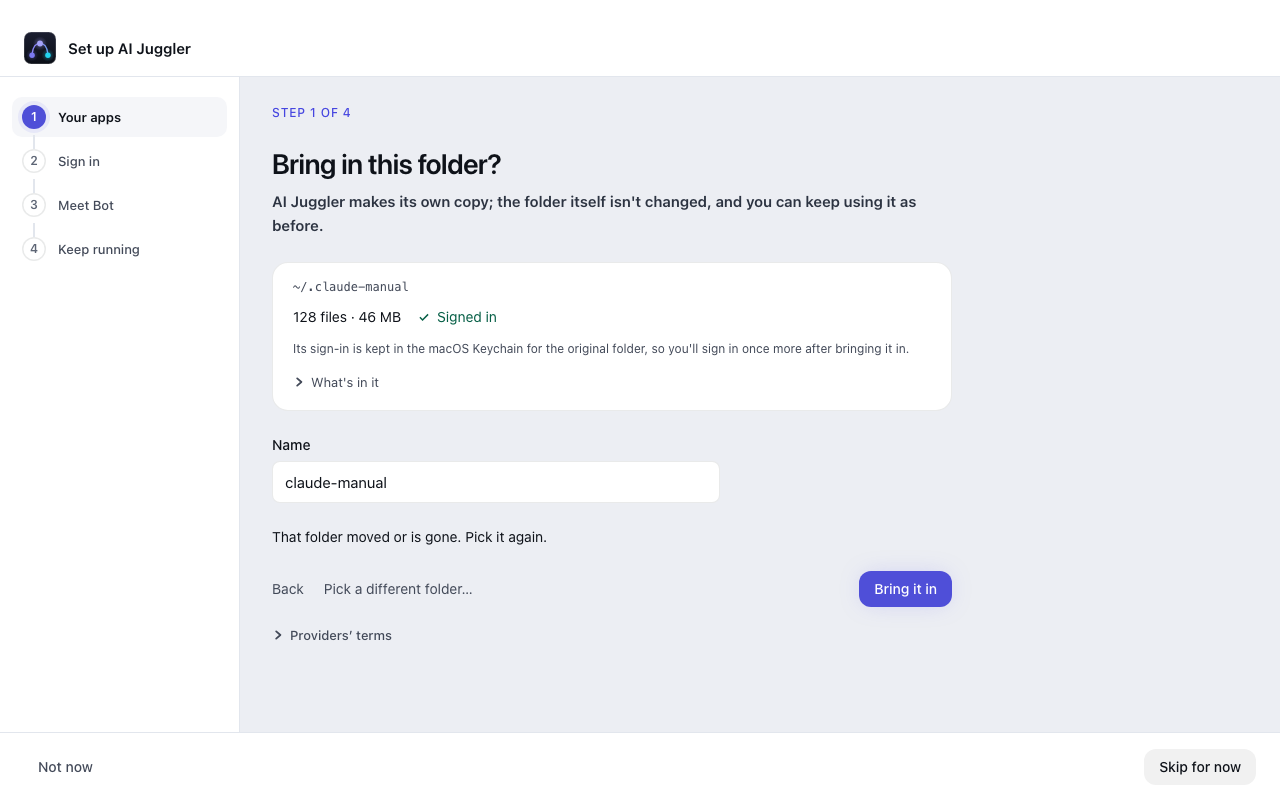 Set up AI Juggler
1 Your apps
2 Sign in
3 Meet Bot
4 Keep running
STEP 1 OF 4
Bring in this folder?
AI Juggler makes its own copy; the folder itself isn't changed, and you can keep using it as
before.
~/.claude-manual
128 files · 46 MB ✓ Signed in
Its sign-in is kept in the macOS Keychain for the original folder, so you'll sign in once more after bringing it in.
What's in it
Name
claude-manual
That folder moved or is gone. Pick it again.
Back Pick a different folder... Bring it in
Providers’ terms
Not now Skip for now